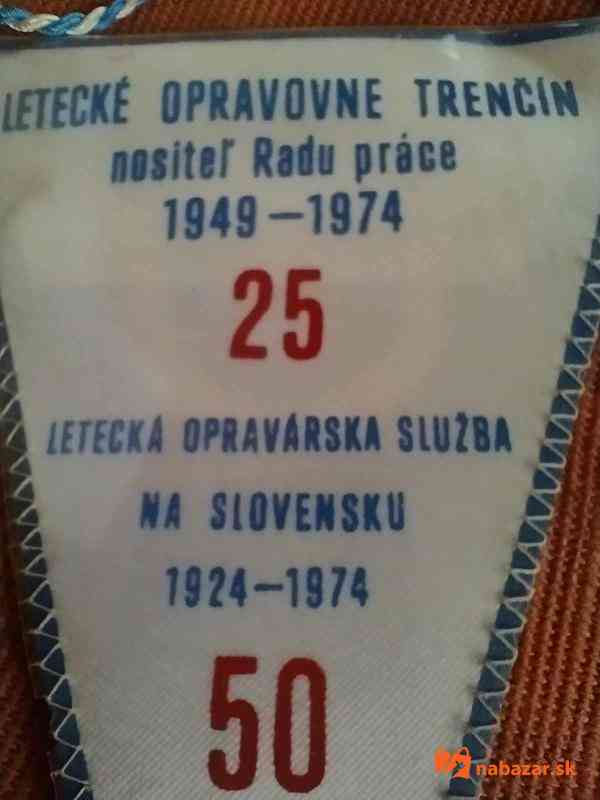 LETECKÉ OPRAVOVNE TRENČÍN
nositeľ Radu práce
1949–1974
25
LETECKÁ OPRAVÁRSKA SLUŽBA
NA SLOVENSKU
1924–1974
50
nabazar.sk